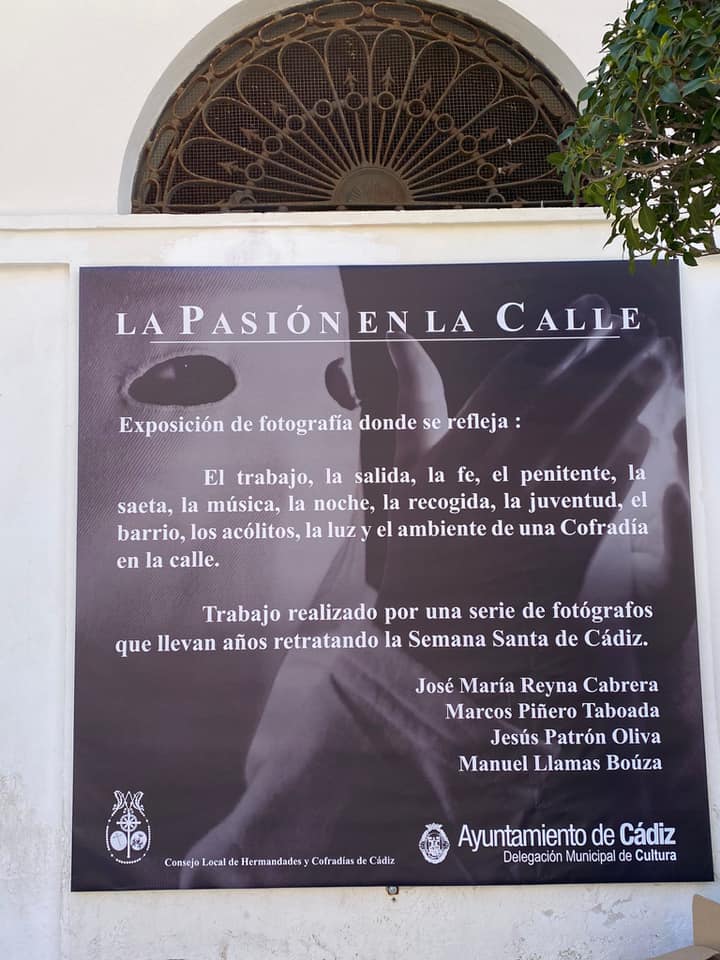 LA PASIÓN EN LA CALLE
Exposición de fotografía donde se refleja :
El trabajo, la salida, la fe, el penitente, la
saeta, la música, la noche, la recogida, la juventud, el
barrio, los acólitos, la luz y el ambiente de una Cofradía
en la calle.
Trabajo realizado por una serie de fotógrafos
que llevan años retratando la Semana Santa de Cádiz.
José María Reyna Cabrera
Marcos Piñero Taboada
Jesús Patrón Oliva
Manuel Llamas Boúza
Consejo Local de Hermandades y Cofradías de Cádiz
Ayuntamiento de Cádiz
Delegación Municipal de Cultura